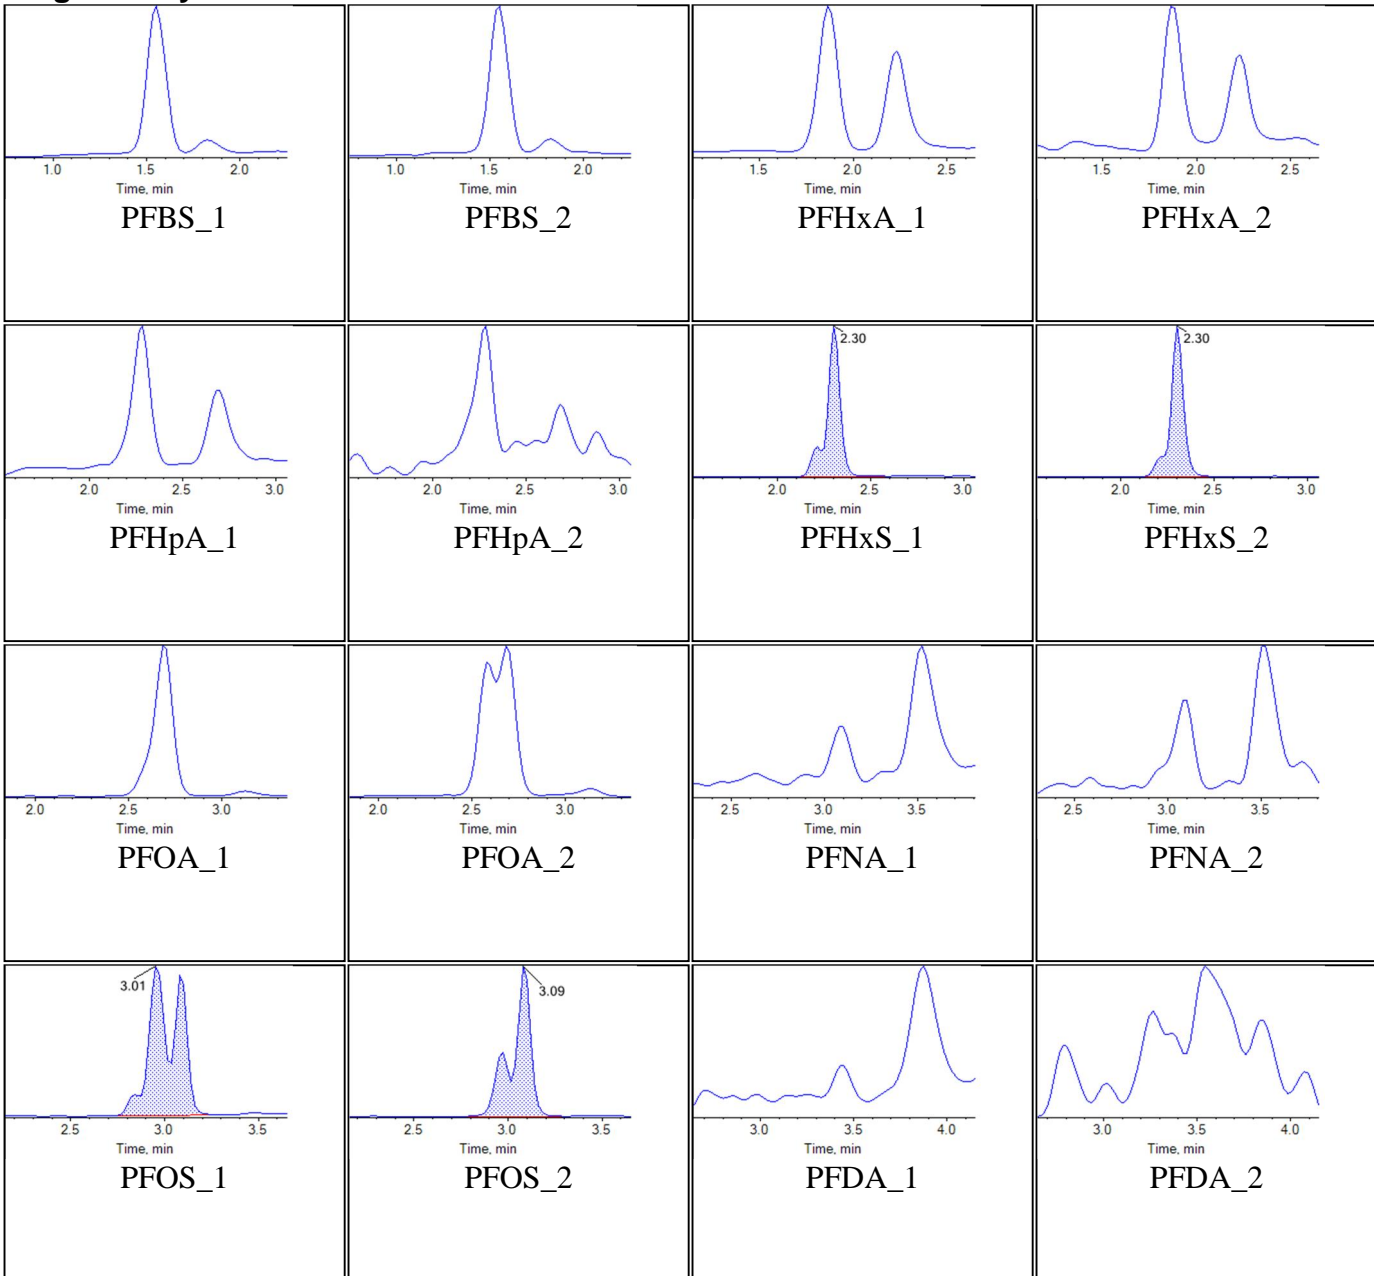 1.0 1.5 2.0
Time, min
PFBS_1
1.0 1.5 2.0
Time, min
PFBS_2
1.5 2.0 2.5
Time, min
PFHxA_1
1.5 2.0 2.5
Time, min
PFHxA_2
2.0 2.5 3.0
Time, min
PFHpA_1
2.0 2.5 3.0
Time, min
PFHpA_2
2.30
2.0 2.5 3.0
Time, min
PFHxS_1
2.30
2.0 2.5 3.0
Time, min
PFHxS_2
2.0 2.5 3.0
Time, min
PFOA_1
2.0 2.5 3.0
Time, min
PFOA_2
2.5 3.0 3.5
Time, min
PFNA_1
2.5 3.0 3.5
Time, min
PFNA_2
3.01
2.5 3.0 3.5
Time, min
PFOS_1
3.09
2.5 3.0 3.5
Time, min
PFOS_2
3.0 3.5 4.0
Time, min
PFDA_1
3.0 3.5 4.0
Time, min
PFDA_2